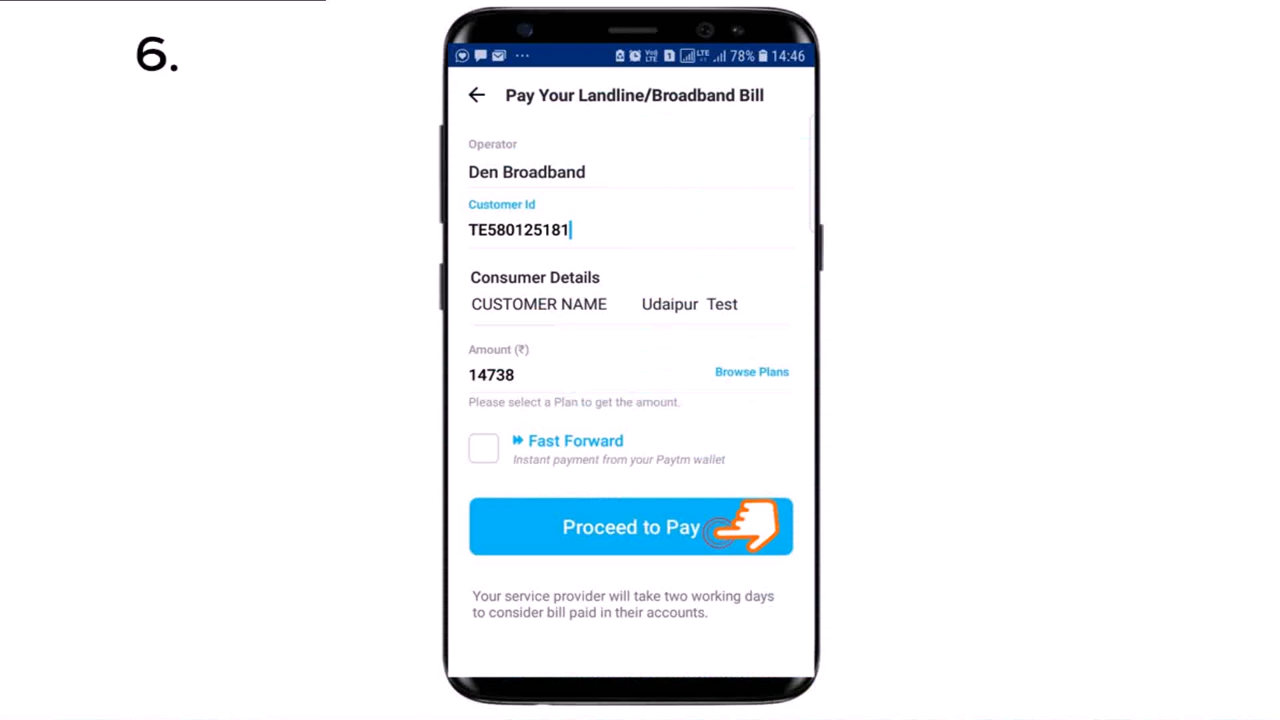 6.
78% 14:46
Pay Your Landline/Broadband Bill
Operator
Den Broadband
Customer Id
TE580125181
Consumer Details
CUSTOMER NAME Udaipur Test
Amount (₹)
14738 Browse Plans
Please select a Plan to get the amount.
Fast Forward
Instant payment from your Paytm wallet
Proceed to Pay
Your service provider will take two working days
to consider bill paid in their accounts.